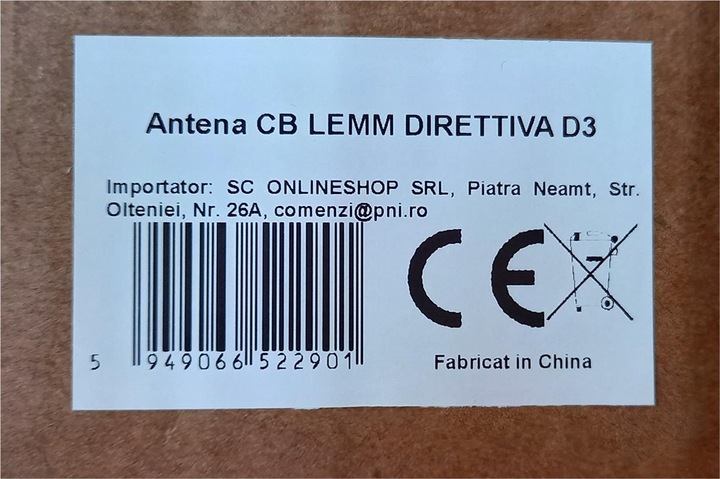 Antena CB LEMM DIRETTIVA D3
Importator: SC ONLINESHOP SRL, Piatra Neamt, Str.
Olteniei, Nr. 26A, comenzi@pni.ro
CE
5 949066 522901
Fabricat in China